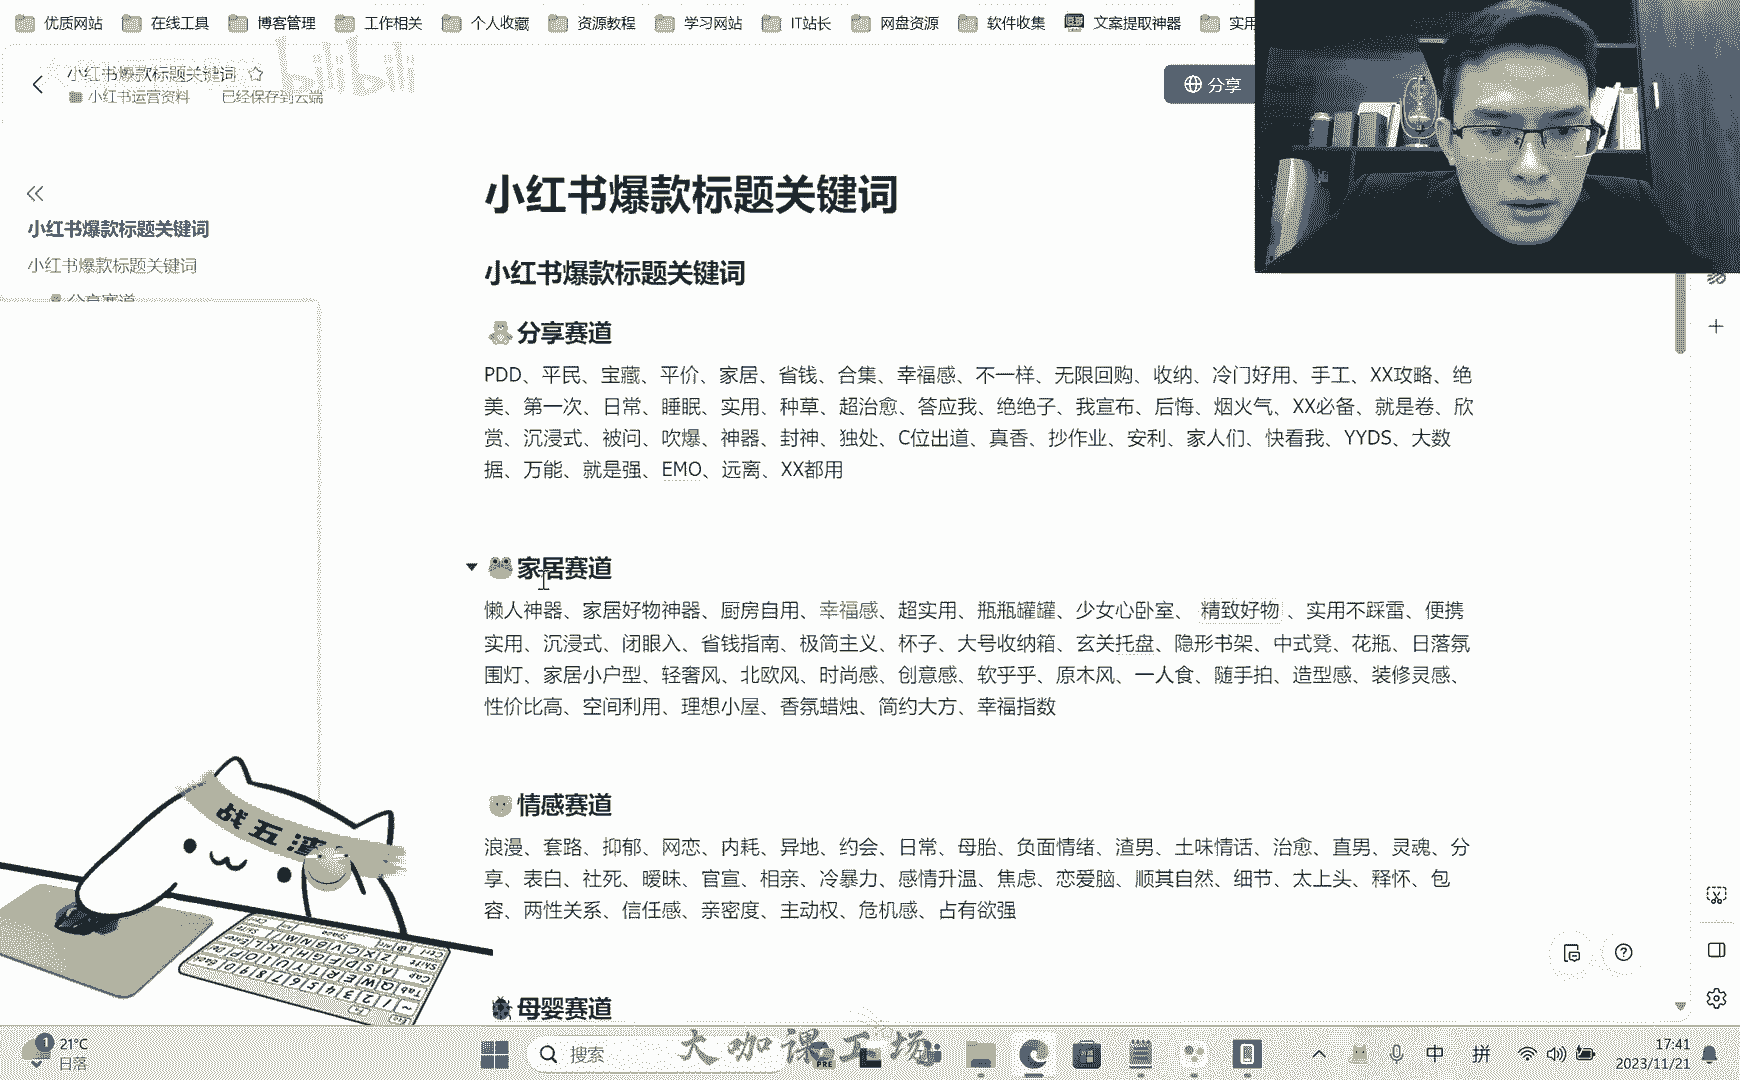 优质网站 在线工具 博客管理 工作相关 个人收藏 资源教程 学习网站 IT站长 网盘资源 软件收集 文案提取神器 实用
小红书爆款标题关键词
bilibili
小红书运营资料 已经保存到云端
分享
小红书爆款标题关键词
小红书爆款标题关键词
小红书爆款标题关键词
小红书爆款标题关键词
分享赛道
分享赛道
PDD、平民、宝藏、平价、家居、省钱、合集、幸福感、不一样、无限回购、收纳、冷门好用、手工、XX攻略、绝
美、第一次、日常、睡眠、实用、种草、超治愈、答应我、绝绝子、我宣布、后悔、烟火气、XX必备、就是卷、欣
赏、沉浸式、被问、吹爆、神器、封神、独处、C位出道、真香、抄作业、安利、家人们、快看我、YYDS、大数
据、万能、就是强、EMO、远离、XX都用
家居赛道
懒人神器、家居好物神器、厨房自用、幸福感、超实用、瓶瓶罐罐、少女心卧室、 精致好物 、实用不踩雷、便携
实用、沉浸式、闭眼入、省钱指南、极简主义、杯子、大号收纳箱、玄关托盘、隐形书架、中式凳、花瓶、日落氛
围灯、家居小户型、轻奢风、北欧风、时尚感、创意感、软乎乎、原木风、一人食、随手拍、造型感、装修灵感、
性价比高、空间利用、理想小屋、香氛蜡烛、简约大方、幸福指数
情感赛道
浪漫、套路、抑郁、网恋、内耗、异地、约会、日常、母胎、负面情绪、渣男、土味情话、治愈、直男、灵魂、分
享、表白、社死、暧昧、官宣、相亲、冷暴力、感情升温、焦虑、恋爱脑、顺其自然、细节、太上头、释怀、包
容、两性关系、信任感、亲密度、主动权、危机感、占有欲强
母婴赛道
战五渣
大咖课工场
1
21°C
日落
搜索
PRE
中 拼
17:41
2023/11/21